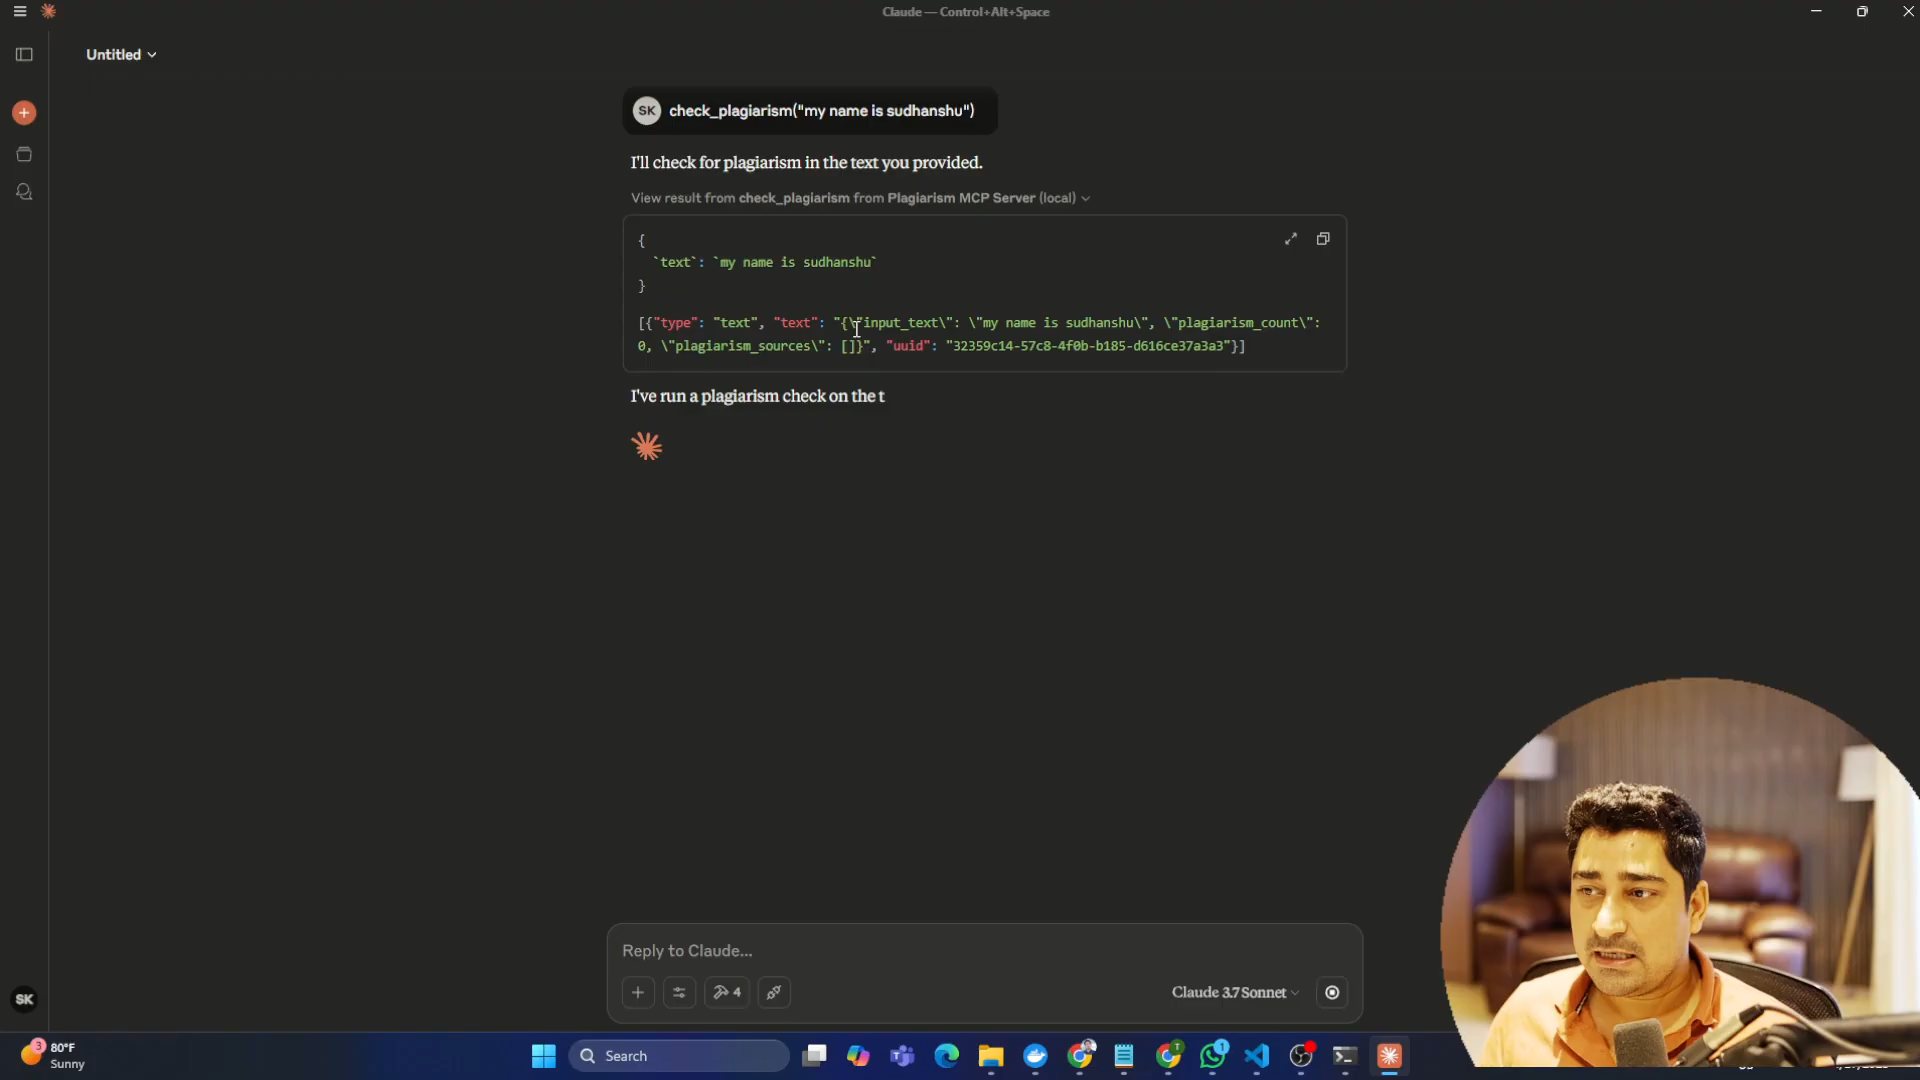 Claude — Control+Alt+Space
Untitled
SK check_plagiarism("my name is sudhanshu")
I'll check for plagiarism in the text you provided.
View result from check_plagiarism from Plagiarism MCP Server (local)
{
`text`: `my name is sudhanshu`
}
[{"type": "text", "text": "{\"input_text\": \"my name is sudhanshu\", \"plagiarism_count\":
0, \"plagiarism_sources\": []}", "uuid": "32359c14-57c8-4f0b-b185-d616ce37a3a3"}]
I've run a plagiarism check on the t
Reply to Claude...
4
Claude 3.7 Sonnet
SK
3
80°F
Sunny
Search
T
1